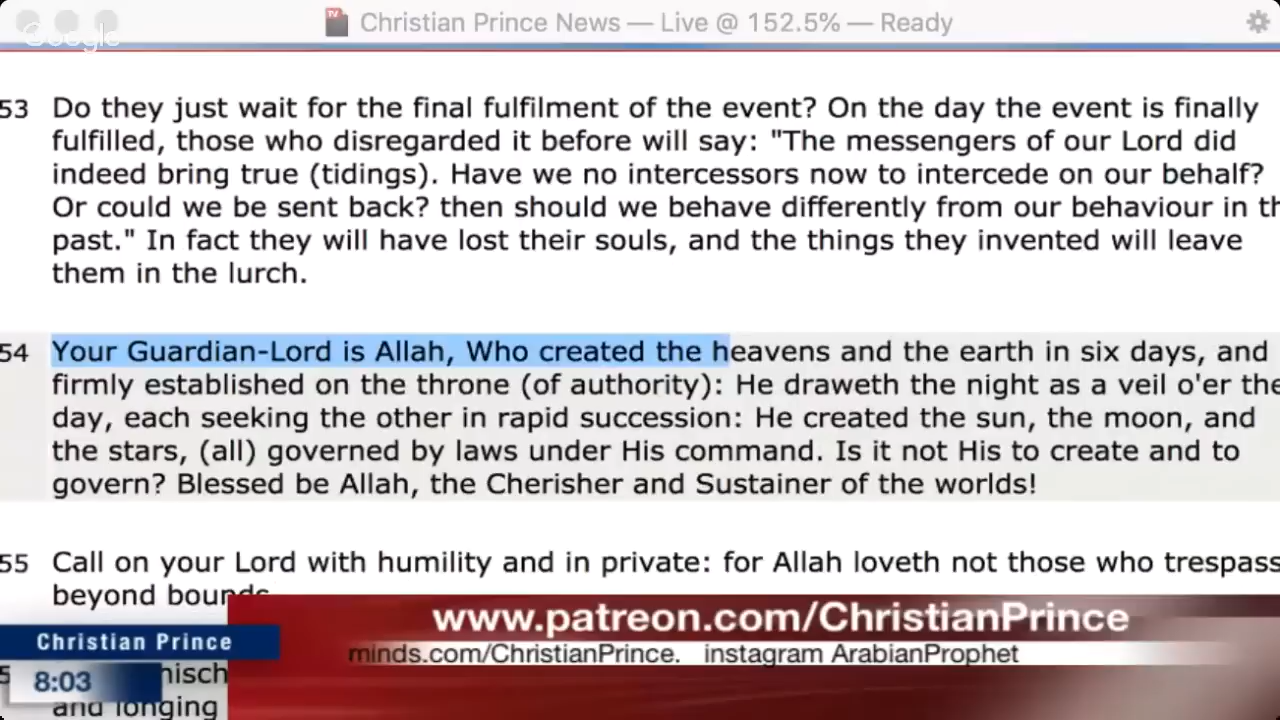 Google
Christian Prince News — Live @ 152.5% — Ready
53 Do they just wait for the final fulfilment of the event? On the day the event is finally
fulfilled, those who disregarded it before will say: "The messengers of our Lord did
indeed bring true (tidings). Have we no intercessors now to intercede on our behalf?
Or could we be sent back? then should we behave differently from our behaviour in th
past." In fact they will have lost their souls, and the things they invented will leave
them in the lurch.
54 Your Guardian-Lord is Allah, Who created the heavens and the earth in six days, and
firmly established on the throne (of authority): He draweth the night as a veil o'er the
day, each seeking the other in rapid succession: He created the sun, the moon, and
the stars, (all) governed by laws under His command. Is it not His to create and to
govern? Blessed be Allah, the Cherisher and Sustainer of the worlds!
55 Call on your Lord with humility and in private: for Allah loveth not those who trespass
beyond bounds.
www.patreon.com/ChristianPrince
Christian Prince
minds.com/ChristianPrince. instagram ArabianProphet
8:03
and longing